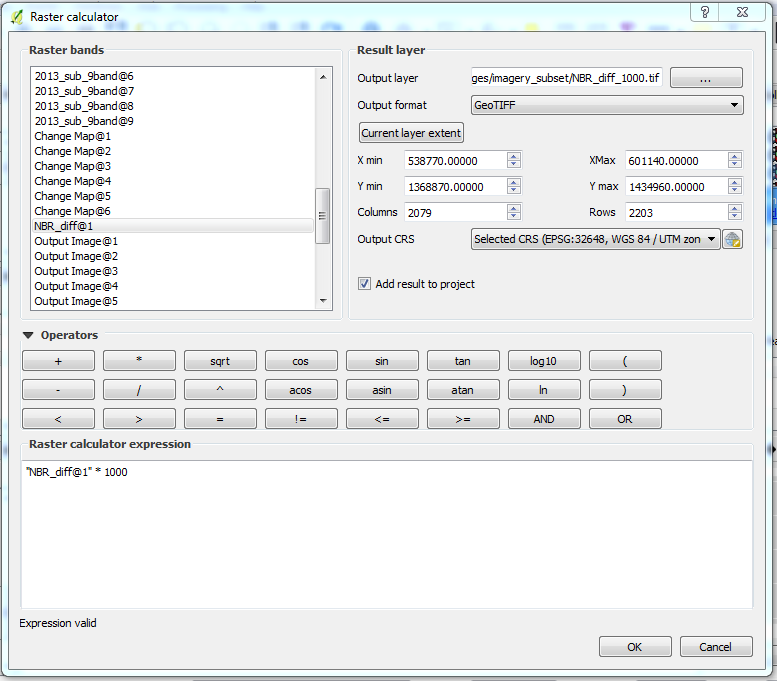 Raster calculator
Raster bands
2013_sub_9band@6
2013_sub_9band@7
2013_sub_9band@8
2013_sub_9band@9
Change Map@1
Change Map@2
Change Map@3
Change Map@4
Change Map@5
Change Map@6
NBR_diff@1
Output Image@1
Output Image@2
Output Image@3
Output Image@4
Output Image@5
Result layer
Output layer ges/imagery_subset/NBR_diff_1000.tif ...
Output format GeoTIFF
Current layer extent
X min 538770.00000 XMax 601140.00000
Y min 1368870.00000 Y max 1434960.00000
Columns 2079 Rows 2203
Output CRS Selected CRS (EPSG:32648, WGS 84 / UTM zon
Add result to project
Operators
+ * sqrt cos sin tan log10 (
- / ^ acos asin atan ln )
< > = != <= >= AND OR
Raster calculator expression
"NBR_diff@1" * 1000
Expression valid
OK Cancel